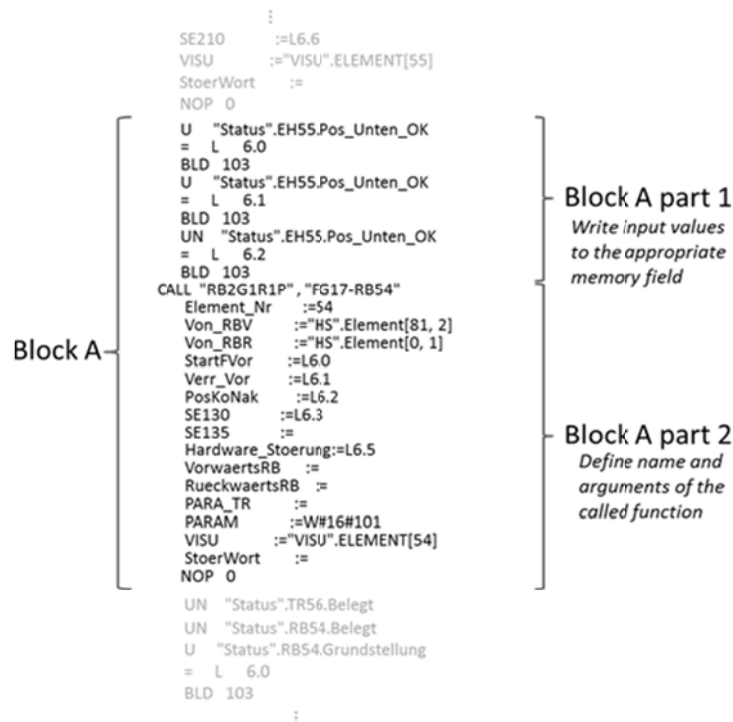 ⋮
SE210 :=L6.6
VISU :="VISU".ELEMENT[55]
StoerWort :=
NOP 0
U "Status".EH55.Pos_Unten_OK
= L 6.0
BLD 103
U "Status".EH55.Pos_Unten_OK
= L 6.1
BLD 103
UN "Status".EH55.Pos_Unten_OK
= L 6.2
BLD 103
CALL "RB2G1R1P","FG17-RB54"
Element_Nr :=54
Von_RBV :="HS".Element[81, 2]
Von_RBR :="HS".Element[0, 1]
StartFVor :=L6.0
Verr_Vor :=L6.1
PosKoNak :=L6.2
SE130 :=L6.3
SE135 :=
Hardware_Stoerung:=L6.5
VorwaertsRB :=
RueckwaertsRB :=
PARA_TR :=
PARAM :=W#16#101
VISU :="VISU".ELEMENT[54]
StoerWort :=
NOP 0
UN "Status".TR56.Belegt
UN "Status".RB54.Belegt
U "Status".RB54.Grundstellung
= L 6.0
BLD 103
⋮
Block A
Block A part 1
Write input values
to the appropriate
memory field
Block A part 2
Define name and
arguments of the
called function